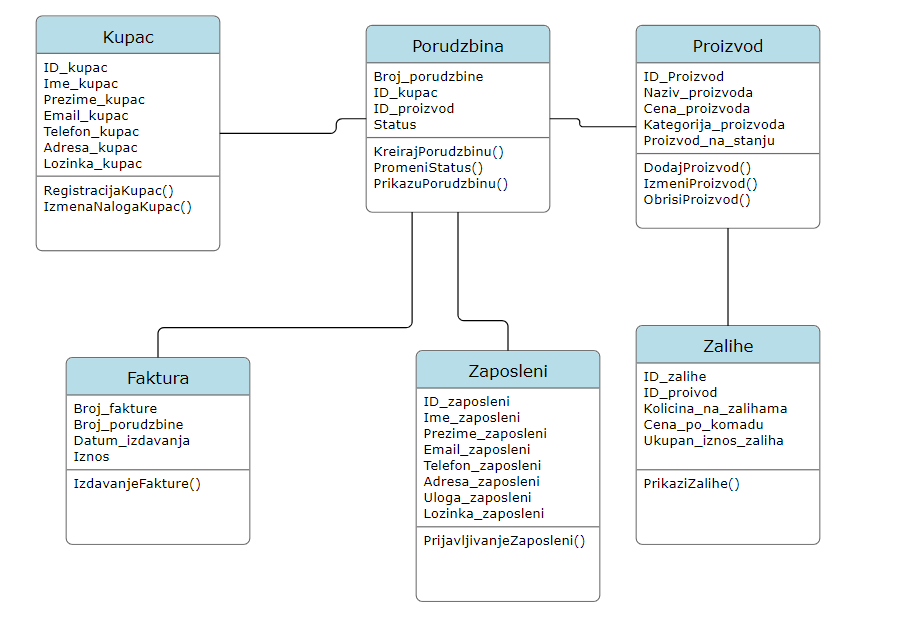 Kupac
ID_kupac
Ime_kupac
Prezime_kupac
Email_kupac
Telefon_kupac
Adresa_kupac
Lozinka_kupac
RegistracijaKupac()
IzmenaNalogaKupac()
Porudzbina
Broj_porudzbine
ID_kupac
ID_proizvod
Status
KreirajPorudzbinu()
PromeniStatus()
PrikazuPorudzbinu()
Proizvod
ID_Proizvod
Naziv_proizvoda
Cena_proizvoda
Kategorija_proizvoda
Proizvod_na_stanju
DodajProizvod()
IzmeniProizvod()
ObrisiProizvod()
Faktura
Broj_fakture
Broj_porudzbine
Datum_izdavanja
Iznos
IzdavanjeFakture()
Zaposleni
ID_zaposleni
Ime_zaposleni
Prezime_zaposleni
Email_zaposleni
Telefon_zaposleni
Adresa_zaposleni
Uloga_zaposleni
Lozinka_zaposleni
PrijavljivanjeZaposleni()
Zalihe
ID_zalihe
ID_proivod
Kolicina_na_zalihama
Cena_po_komadu
Ukupan_iznos_zaliha
PrikaziZalihe()